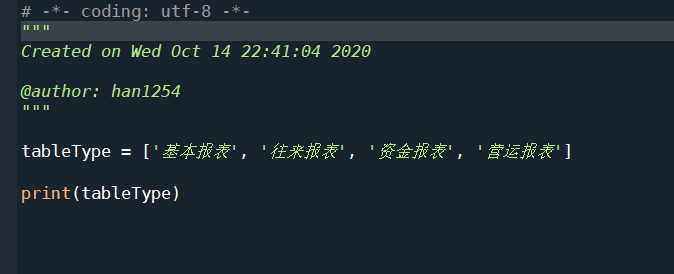 # -*- coding: utf-8 -*-
"""
Created on Wed Oct 14 22:41:04 2020
@author: han1254
"""
tableType = ['基本报表', '往来报表', '资金报表', '营运报表']
print(tableType)